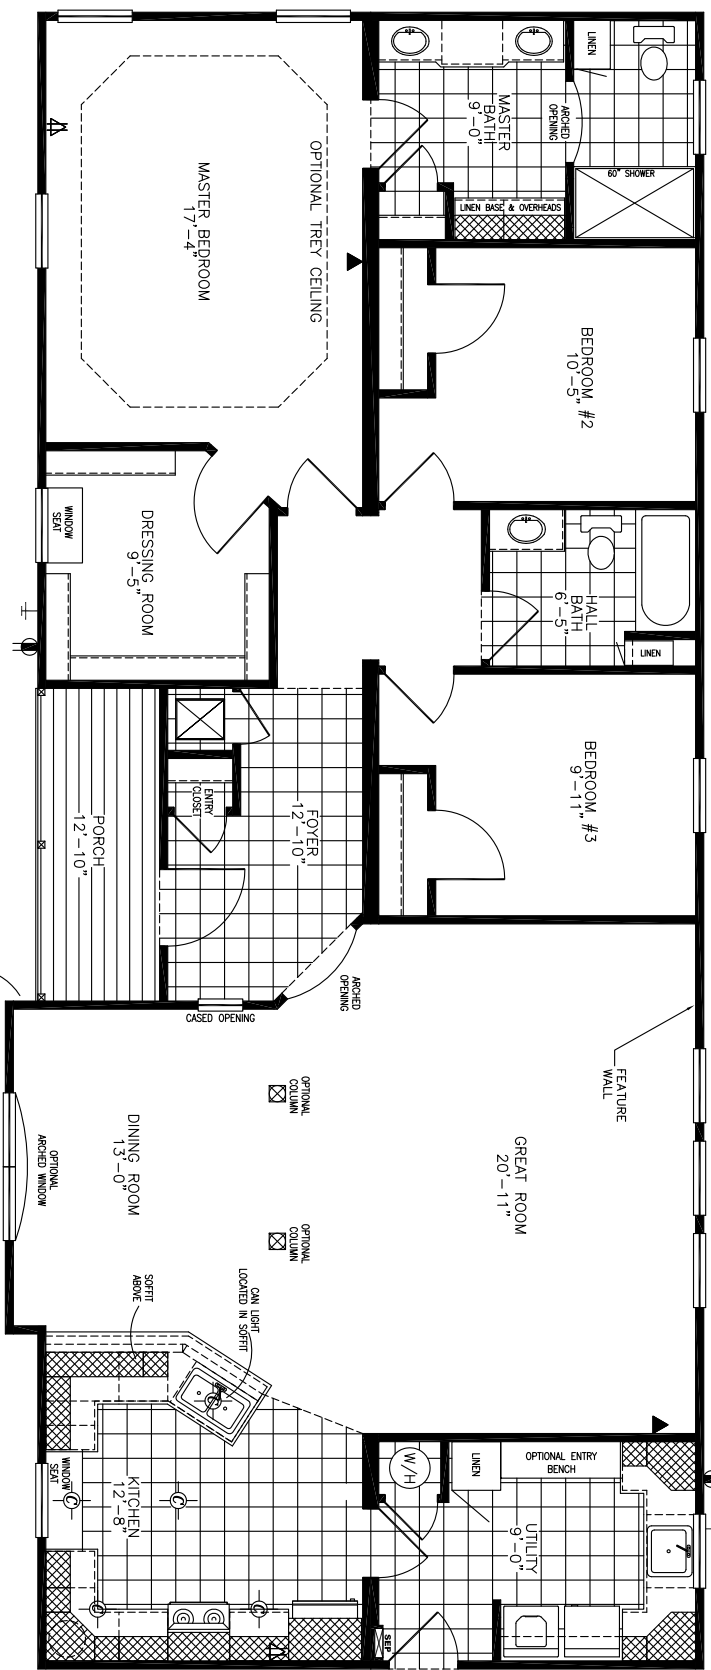 LINEN
ARCHED
OPENING
MASTER
BATH
9'-0"
60" SHOWER
LINEN BASE & OVERHEADS
OPTIONAL TREY CEILING
MASTER BEDROOM
17'-4"
BEDROOM #2
10'-5"
DRESSING ROOM
9'-5"
WINDOW
SEAT
HALL
BATH
6'-5"
LINEN
BEDROOM #3
9'-11"
ENTRY
CLOSET
FOYER
12'-10"
PORCH
12'-10"
ARCHED
OPENING
CASED OPENING
FEATURE
WALL
OPTIONAL
COLUMN
GREAT ROOM
20'-11"
DINING ROOM
13'-0"
OPTIONAL
ARCHED WINDOW
OPTIONAL
COLUMN
SOFFIT
ABOVE
CAN LIGHT
LOCATED IN SOFFIT
W/H
LINEN
OPTIONAL ENTRY
BENCH
UTILITY
9'-0"
WINDOW
SEAT
KITCHEN
12'-8"
C
C
C
C
SEP